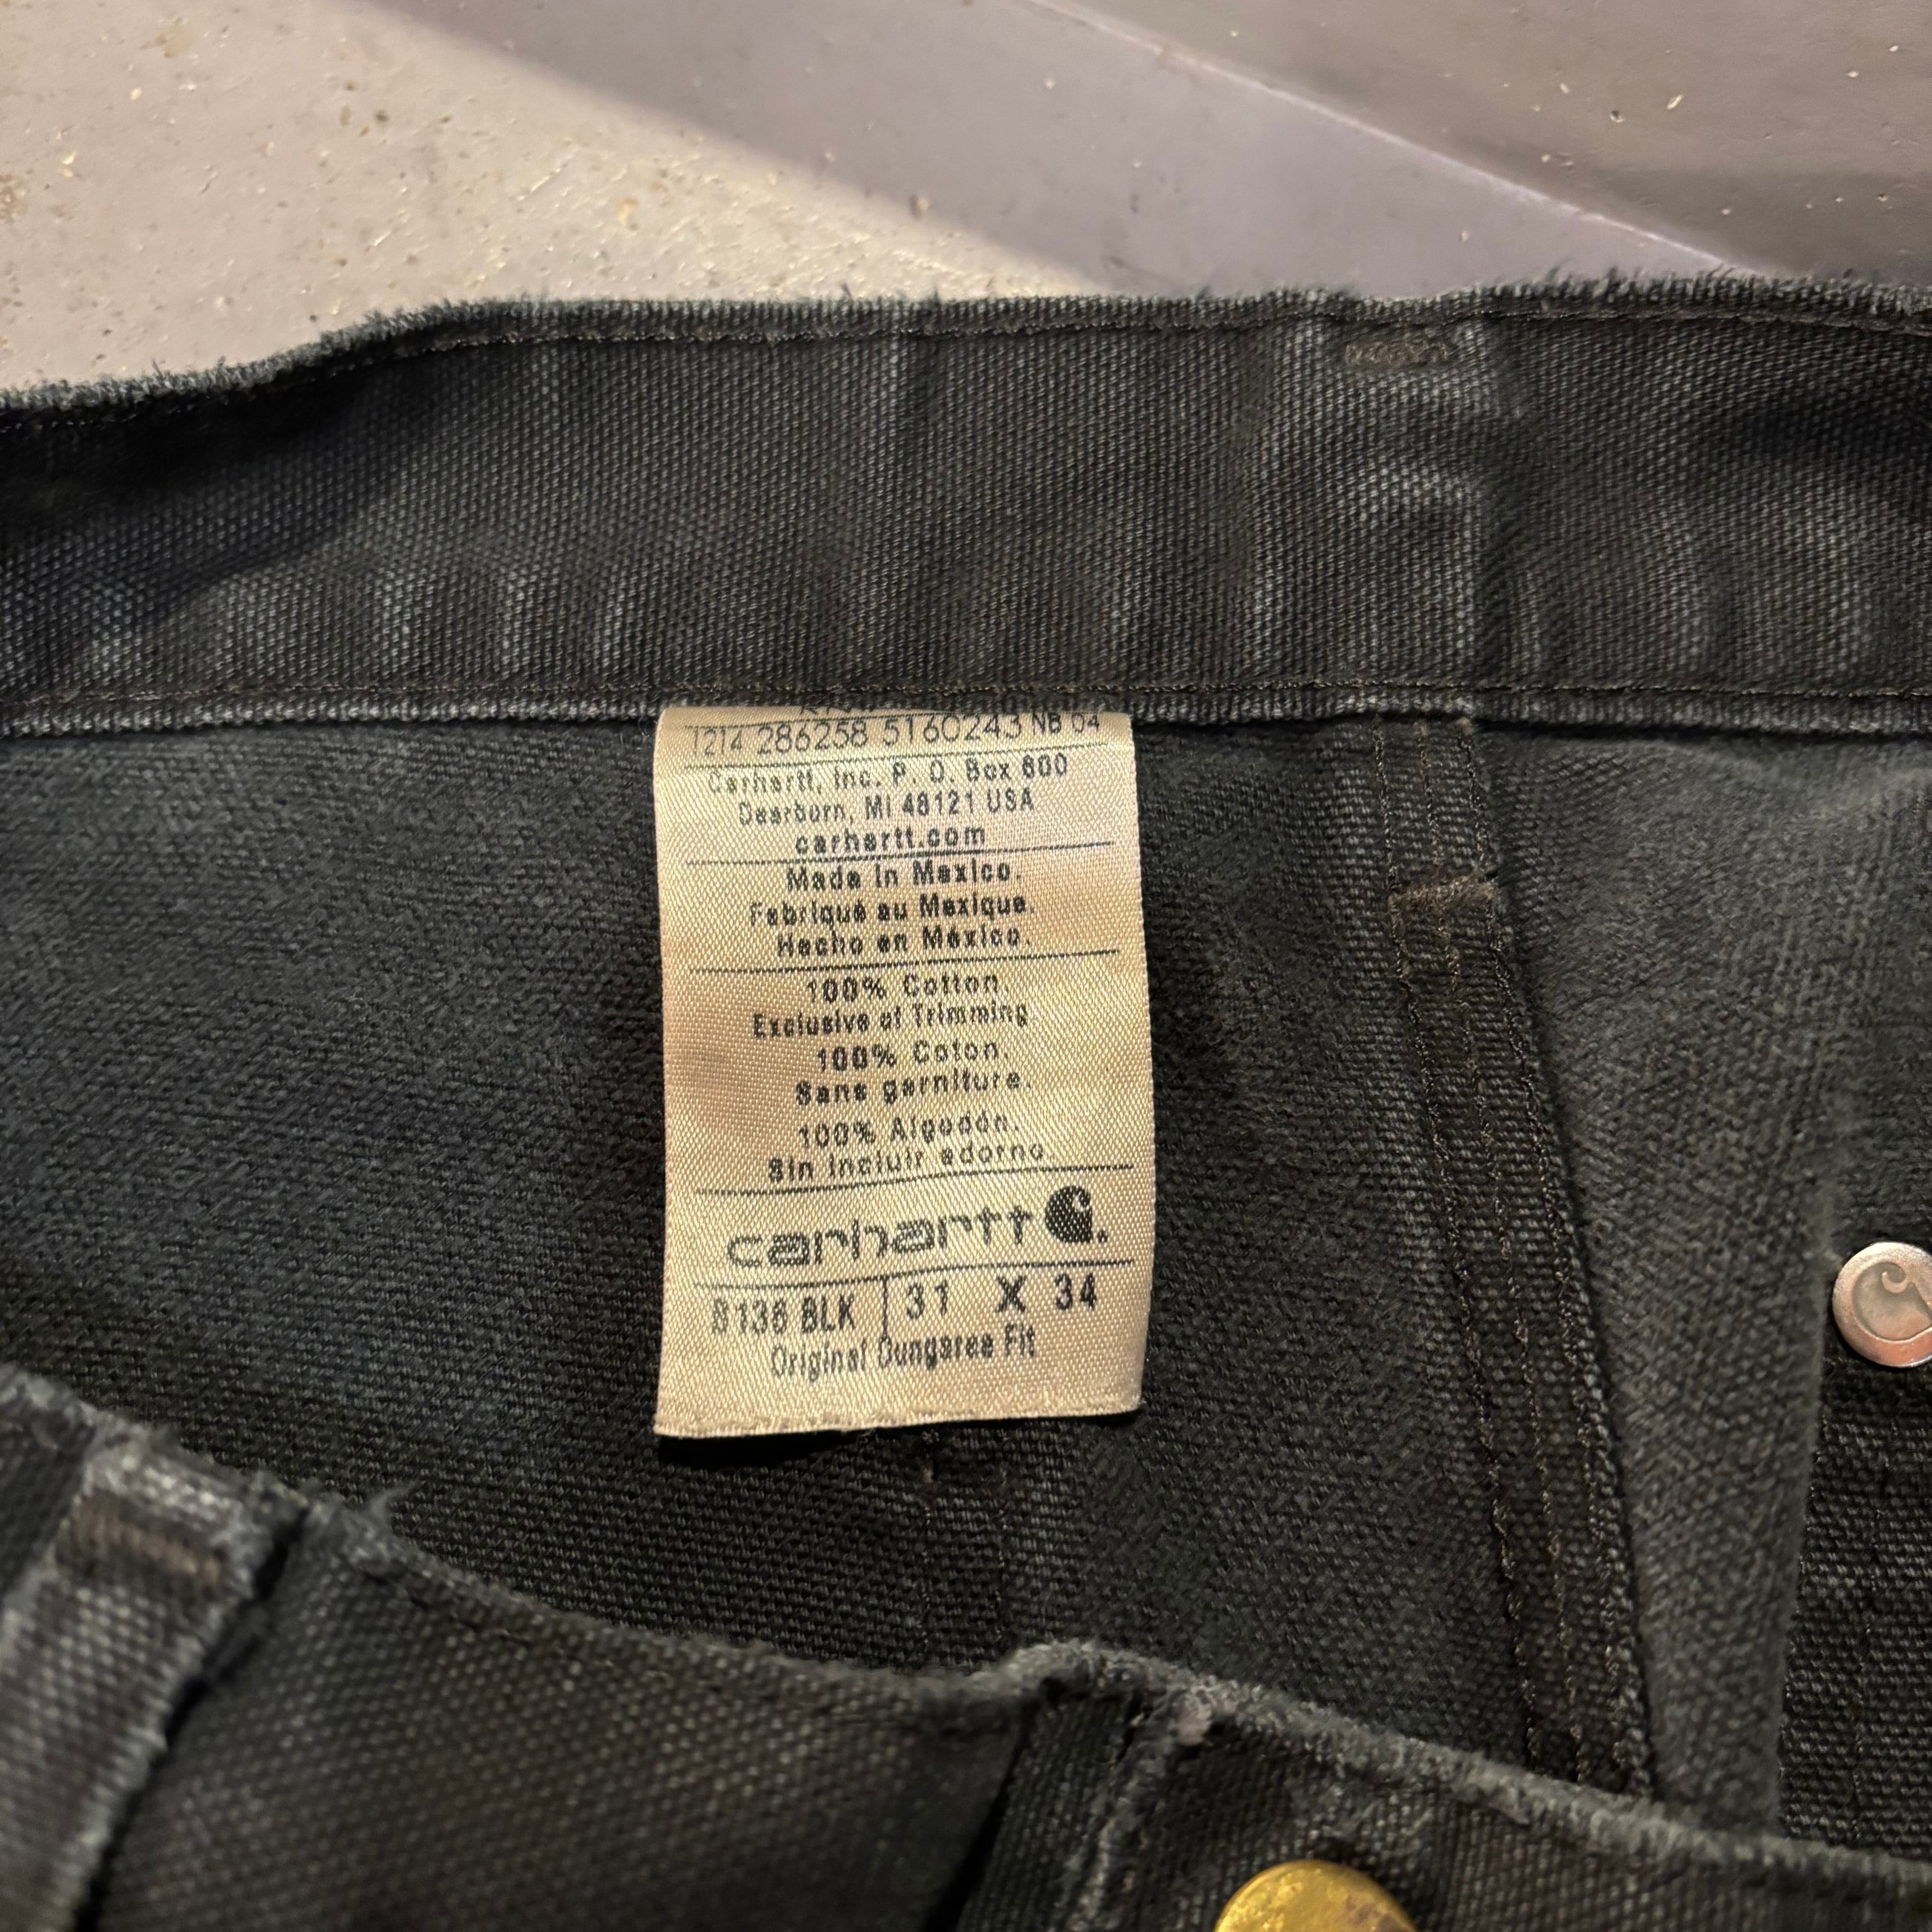 1214 286258 5160243 NB 04
Carhartt, Inc. P. O. Box 600
Dearborn, MI 48121 USA
carhartt.com
Made in Mexico.
Fabriqué au Mexique.
Hecho en México.
100% Cotton.
Exclusive of Trimming.
100% Coton.
Sans garniture.
100% Algodón.
Sin incluir adorno.
carhartt
B136 BLK 31 X 34
Original Dungaree Fit